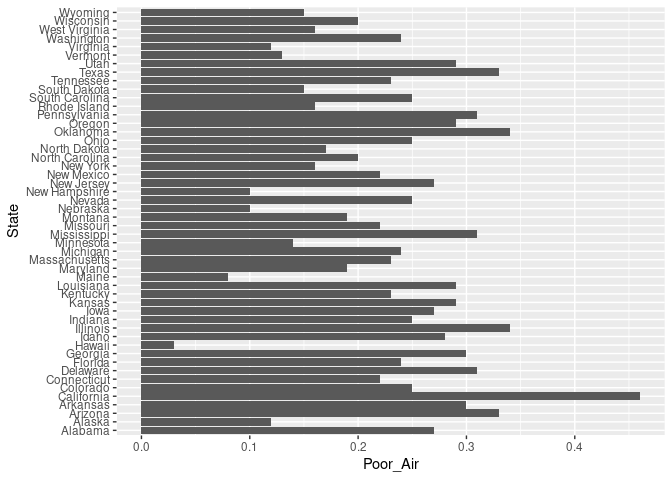 Wyoming
Wisconsin
West Virginia
Washington
Virginia
Vermont
Utah
Texas
Tennessee
South Dakota
South Carolina
Rhode Island
Pennsylvania
Oregon
Oklahoma
Ohio
North Dakota
North Carolina
New York
New Mexico
New Jersey
New Hampshire
Nevada
Nebraska
Montana
Missouri
Mississippi
Minnesota
Michigan
Massachusetts
Maryland
Maine
Louisiana
Kentucky
Kansas
Iowa
Indiana
Illinois
Idaho
Hawaii
Georgia
Florida
Delaware
Connecticut
Colorado
California
Arkansas
Arizona
Alaska
Alabama
State
0.0 0.1 0.2 0.3 0.4
Poor_Air